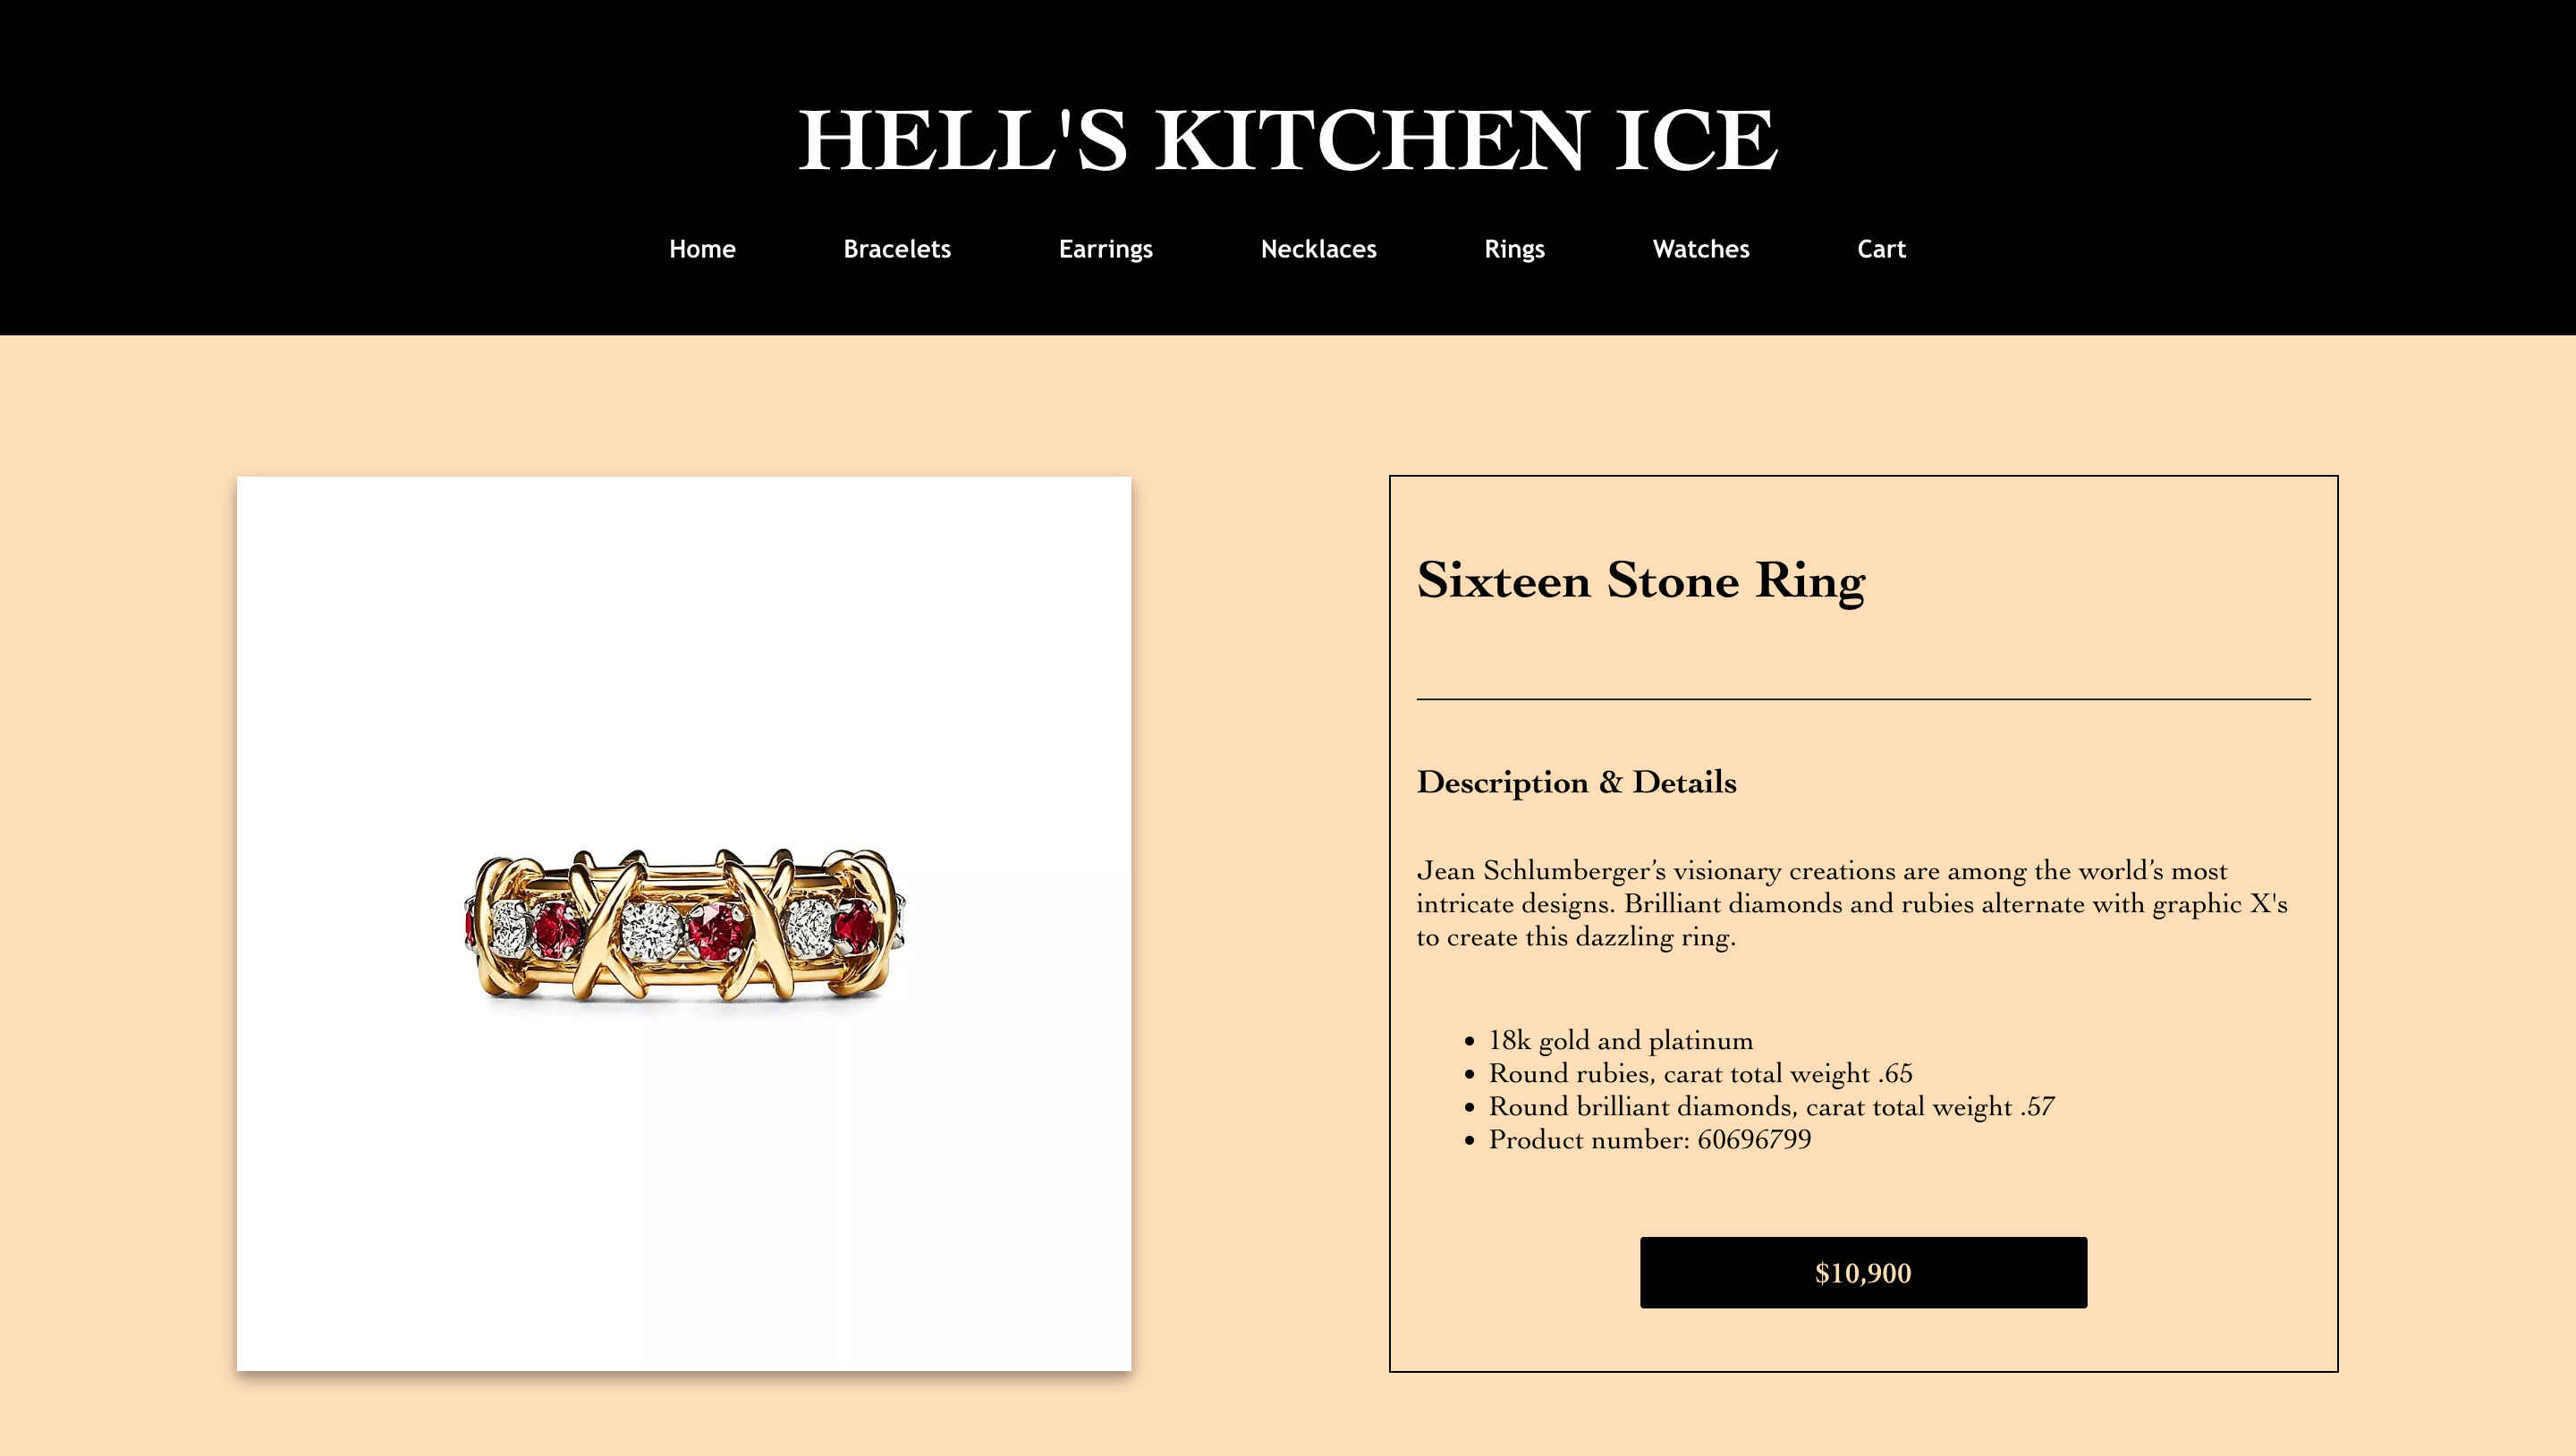 HELL'S KITCHEN ICE
Home Bracelets Earrings Necklaces Rings Watches Cart
Sixteen Stone Ring
Description & Details
Jean Schlumberger’s visionary creations are among the world’s most
intricate designs. Brilliant diamonds and rubies alternate with graphic X's
to create this dazzling ring.
• 18k gold and platinum
• Round rubies, carat total weight .65
• Round brilliant diamonds, carat total weight .57
• Product number: 60696799
$10,900